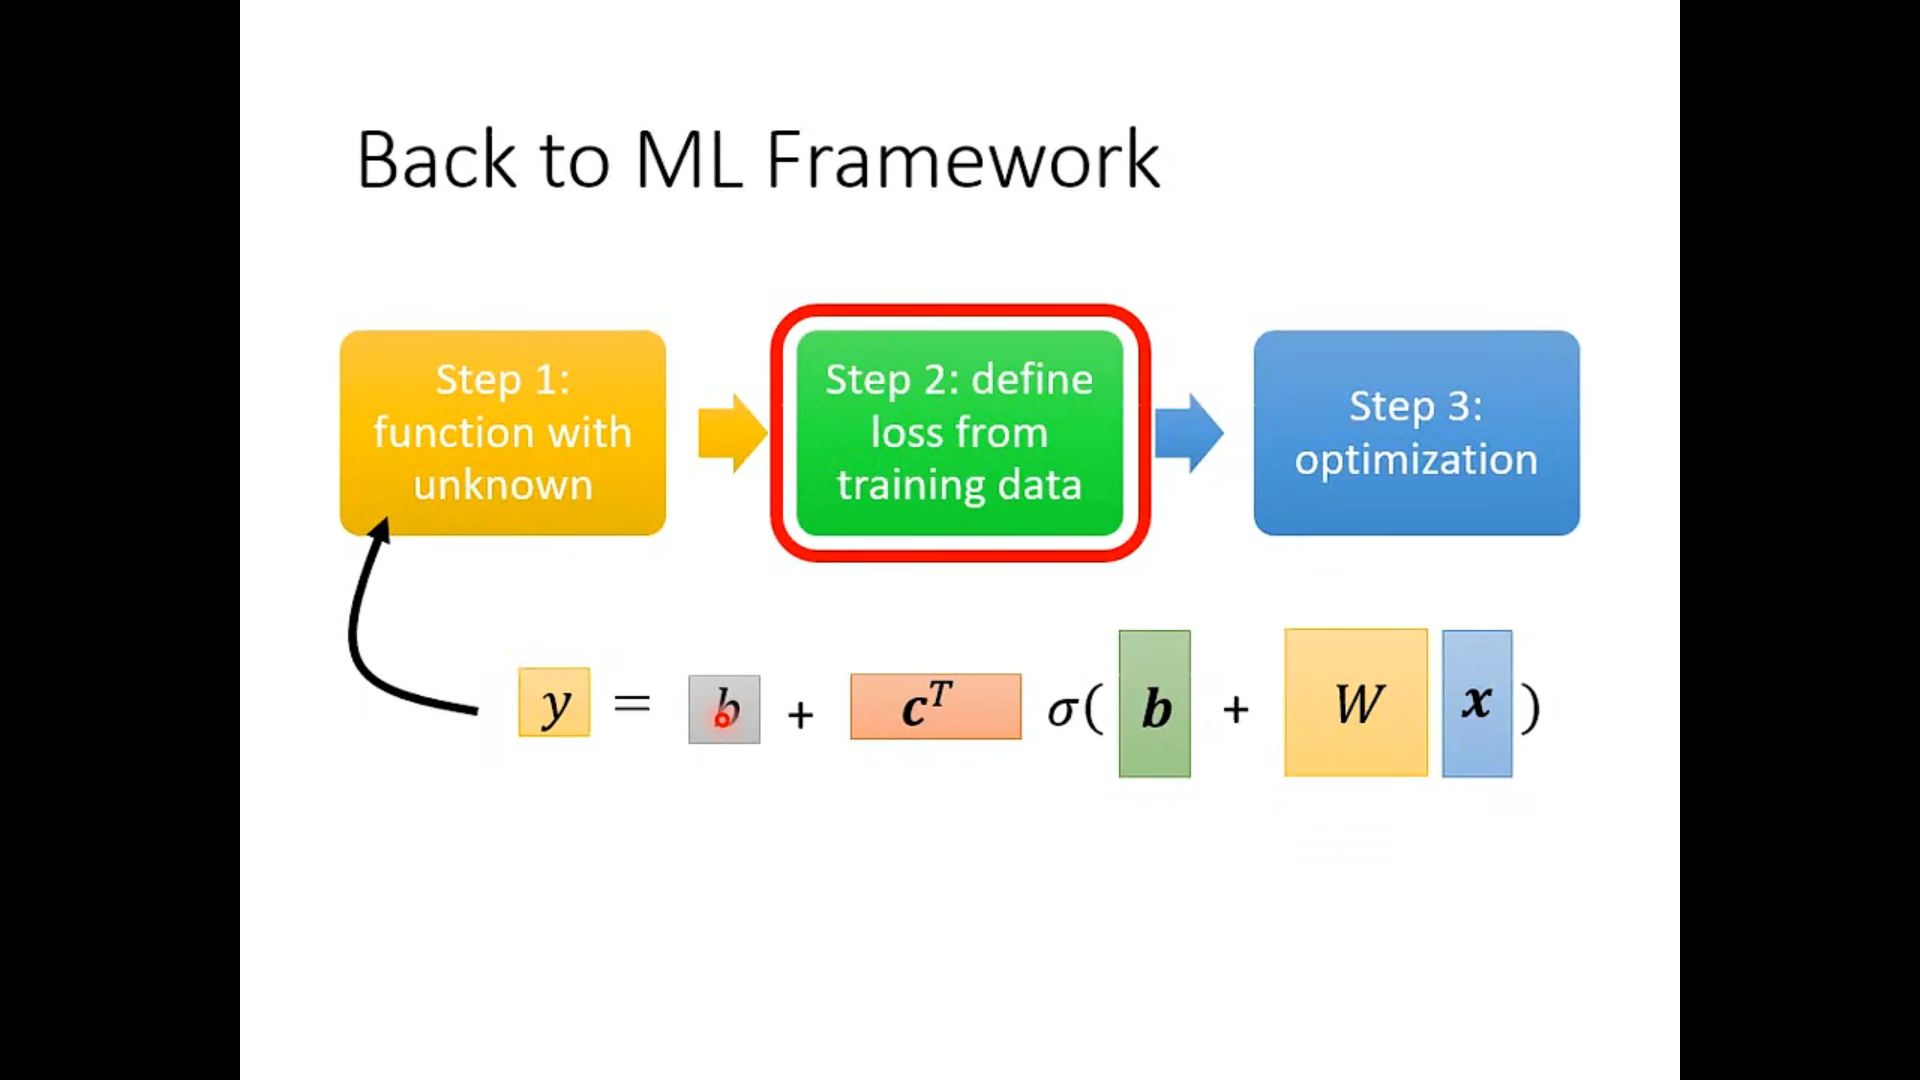 Back to ML Framework
Step 1:
function with
unknown
Step 2: define
loss from
training data
Step 3:
optimization
y = b + c^T σ( b + W x )